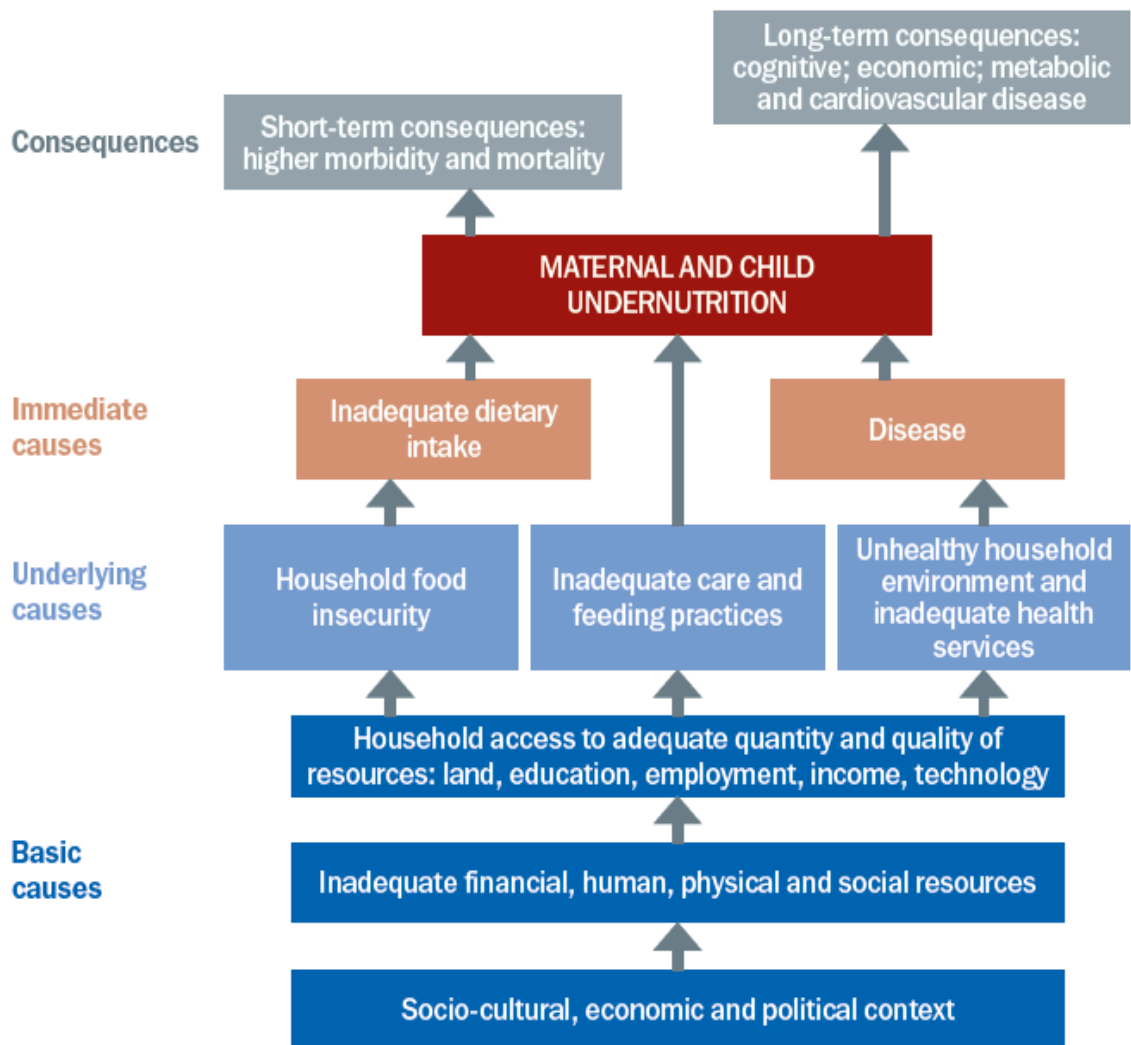 Long-term consequences:
cognitive; economic; metabolic
and cardiovascular disease
Consequences
Short-term consequences:
higher morbidity and mortality
MATERNAL AND CHILD
UNDERNUTRITION
Immediate
causes
Inadequate dietary
intake
Disease
Underlying
causes
Household food
insecurity
Inadequate care and
feeding practices
Unhealthy household
environment and
inadequate health
services
Household access to adequate quantity and quality of
resources: land, education, employment, income, technology
Basic
causes
Inadequate financial, human, physical and social resources
Socio-cultural, economic and political context